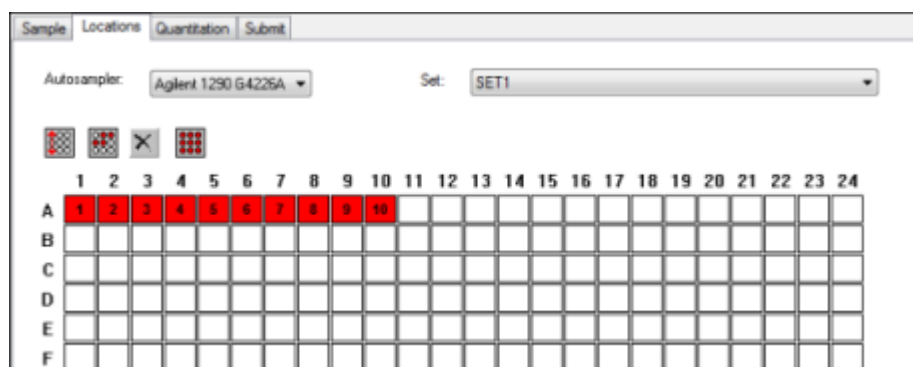 Sample Locations Quantitation Submit
Autosampler: Agilent 1290 G4226A Set: SET1
1 2 3 4 5 6 7 8 9 10 11 12 13 14 15 16 17 18 19 20 21 22 23 24
A 1 2 3 4 5 6 7 8 9 10
B
C
D
E
F